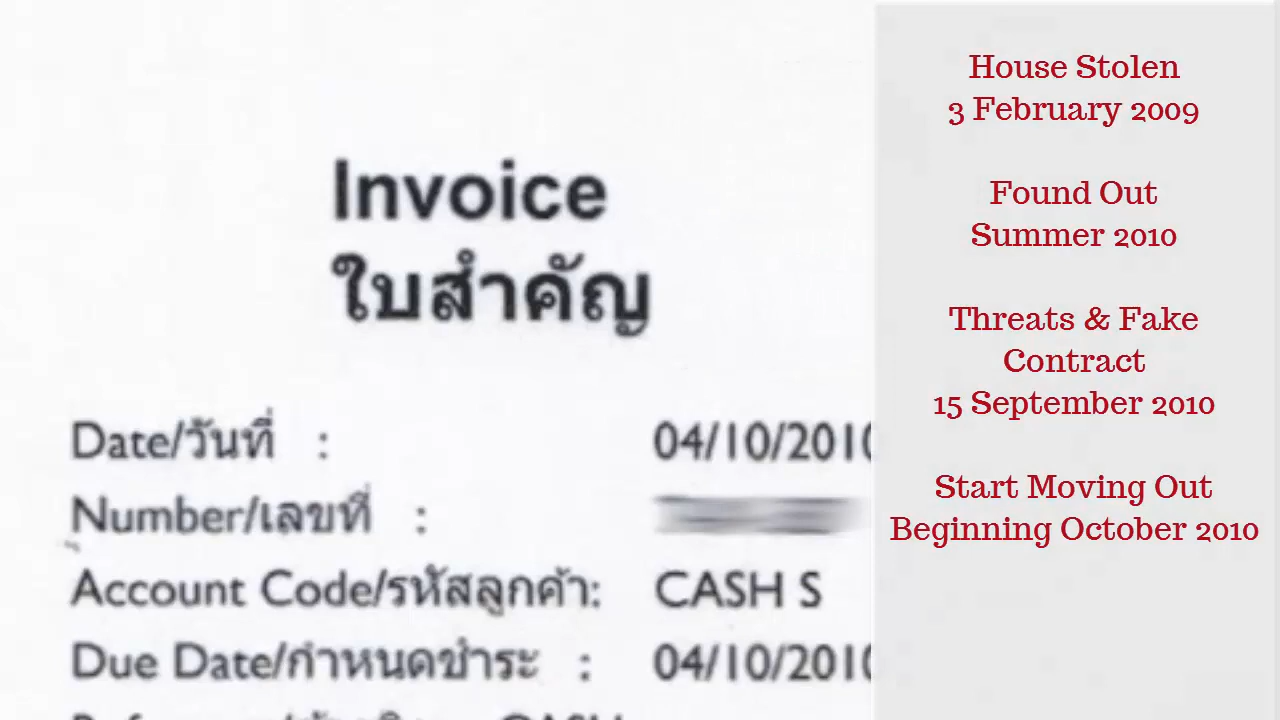 Invoice
ใบสำคัญ
Date/วันที่ : 04/10/2010
Number/เลขที่ :
Account Code/รหัสลูกค้า: CASH S
Due Date/กำหนดชำระ : 04/10/2010
House Stolen
3 February 2009
Found Out
Summer 2010
Threats & Fake
Contract
15 September 2010
Start Moving Out
Beginning October 2010